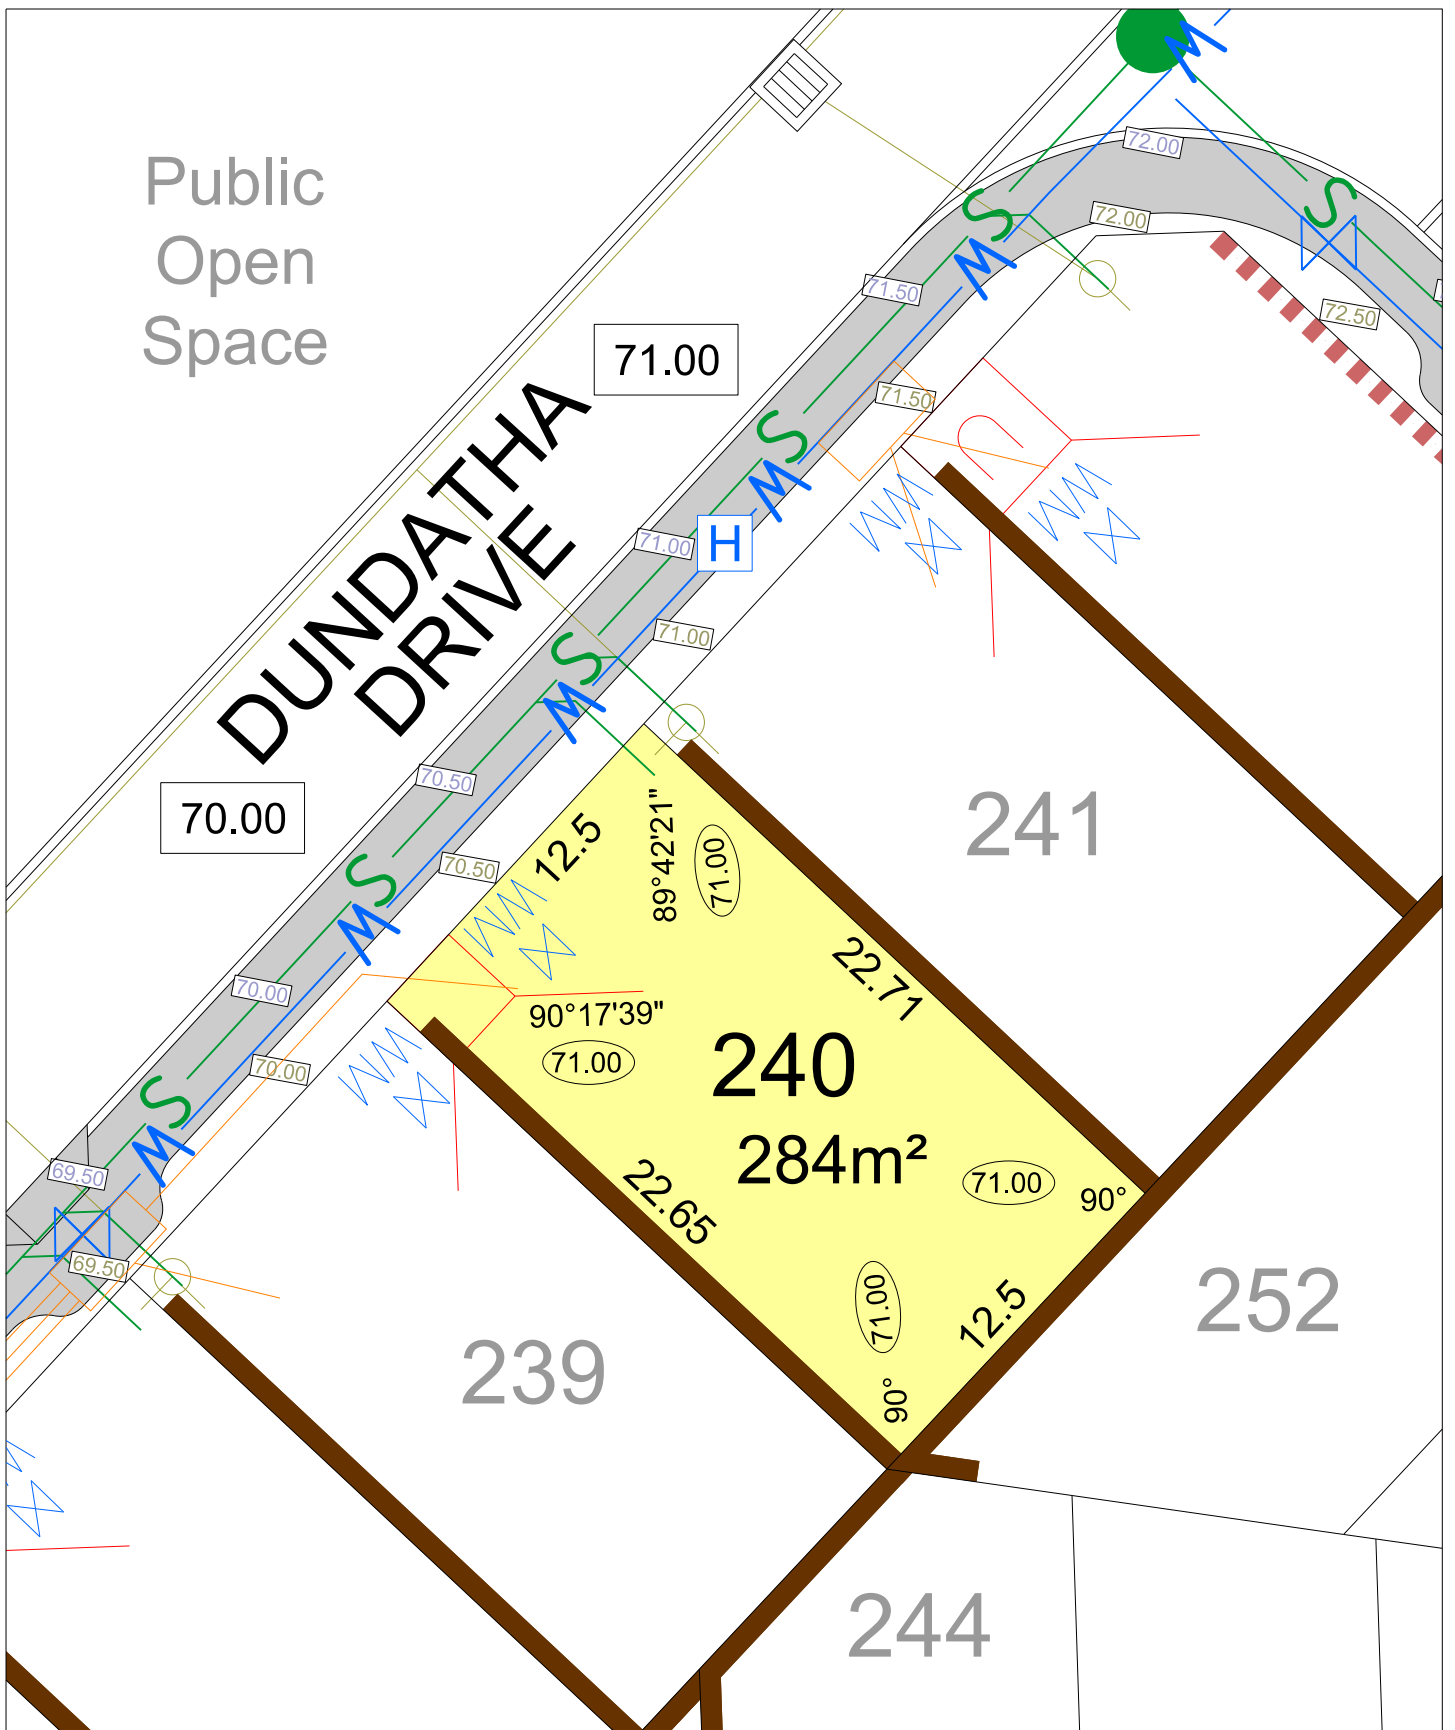 Public
Open
Space
DUNDATHA
DRIVE
71.00
70.00
72.00
72.00
S
W
S
72.50
71.50
S
W
71.50
S
W
H
71.00
71.00
S
W
70.50
70.50
S
W
70.00
70.00
S
W
69.50
69.50
W
W
W
W
12.5
89°42'21"
71.00
22.71
90°17'39"
71.00
240
284m²
71.00
90°
22.65
71.00
12.5
90°
241
252
239
244